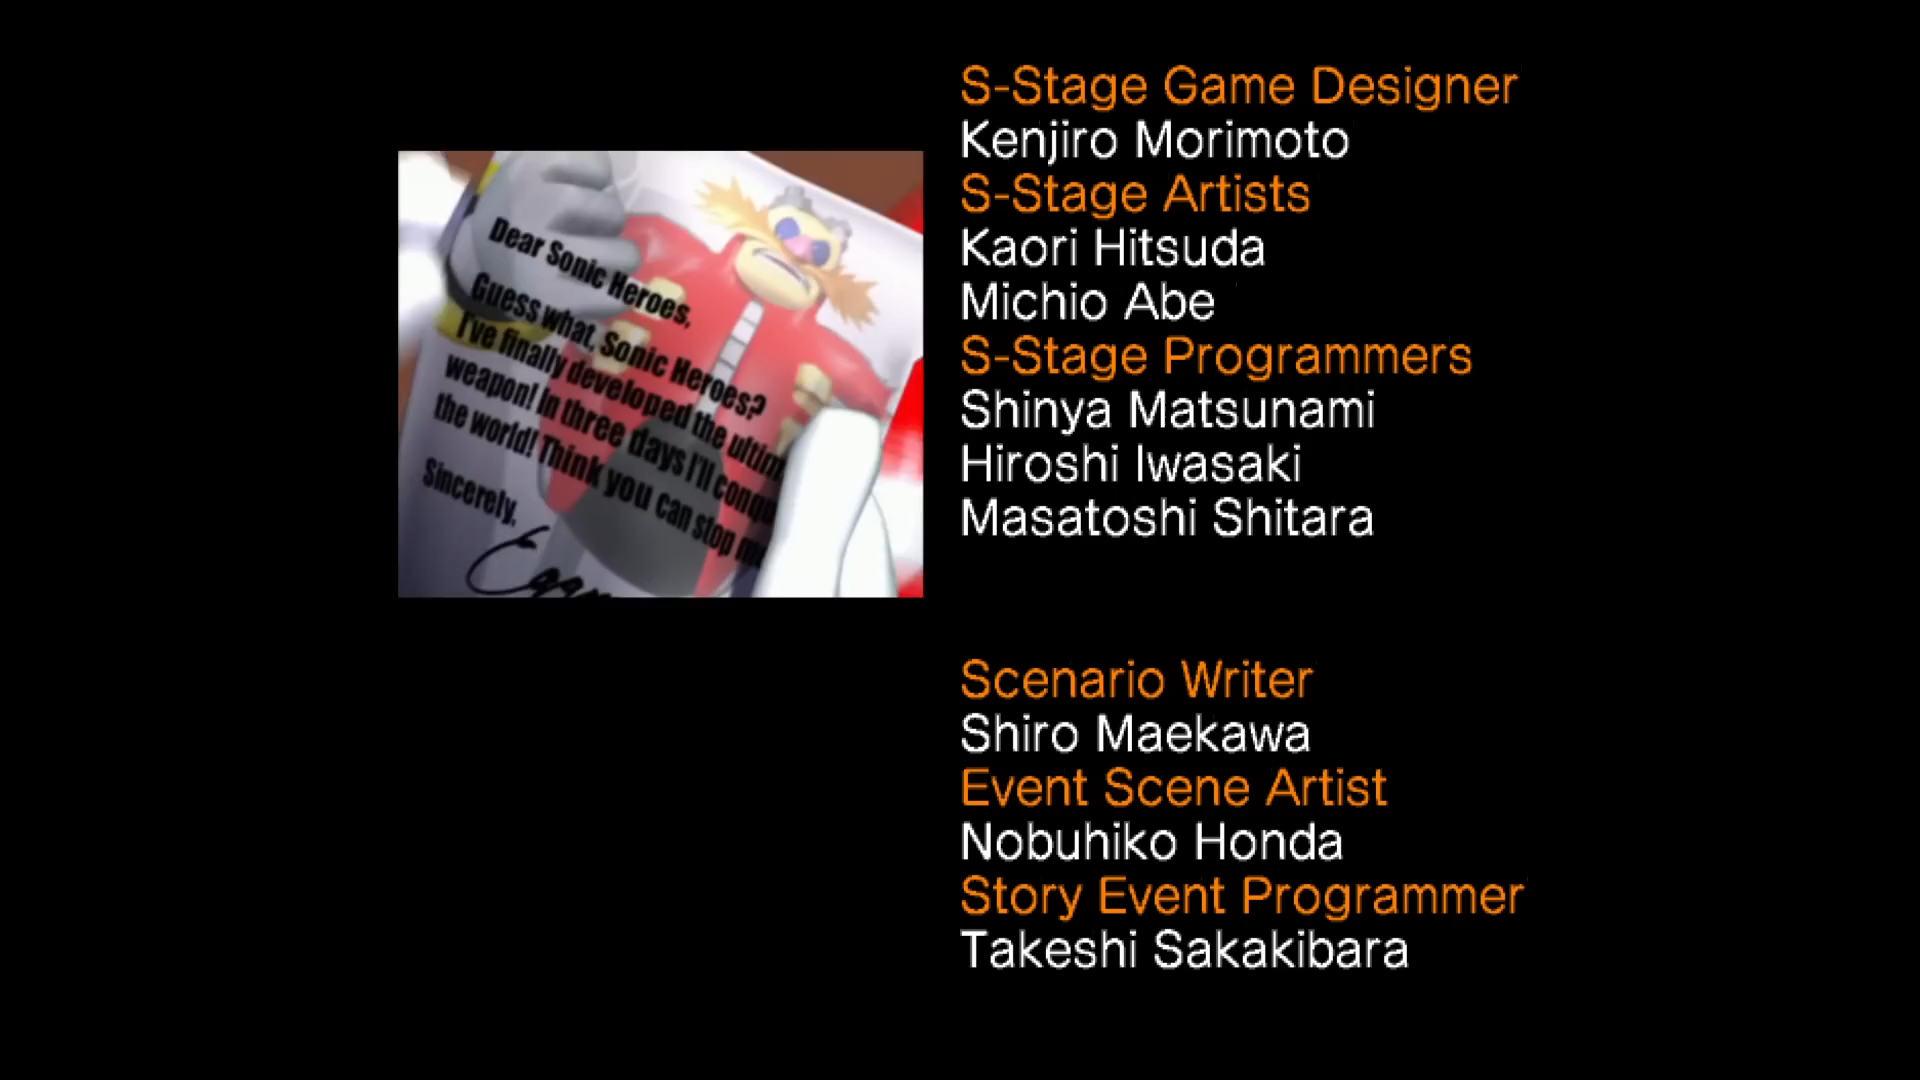 Dear Sonic Heroes,
Guess what, Sonic Heroes?
I've finally developed the
weapon! In three days I'll
the world! Think you can stop
Sincerely,
S-Stage Game Designer
Kenjiro Morimoto
S-Stage Artists
Kaori Hitsuda
Michio Abe
S-Stage Programmers
Shinya Matsunami
Hiroshi Iwasaki
Masatoshi Shitara
Scenario Writer
Shiro Maekawa
Event Scene Artist
Nobuhiko Honda
Story Event Programmer
Takeshi Sakakibara